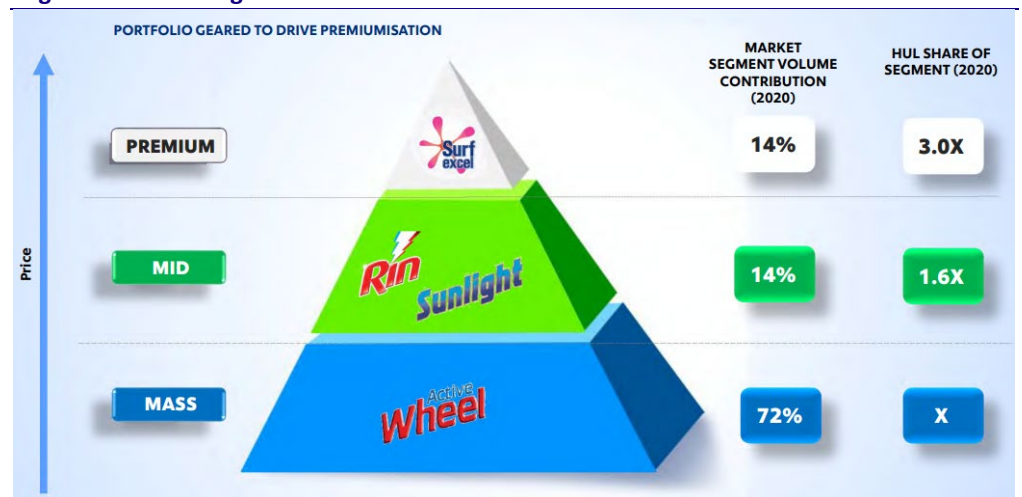 PORTFOLIO GEARED TO DRIVE PREMIUMISATION
MARKET
SEGMENT VOLUME
CONTRIBUTION
(2020)
HUL SHARE OF
SEGMENT (2020)
Price
PREMIUM
Surf
excel
14%
3.0X
MID
Rin
Sunlight
14%
1.6X
MASS
Active
Wheel
72%
X